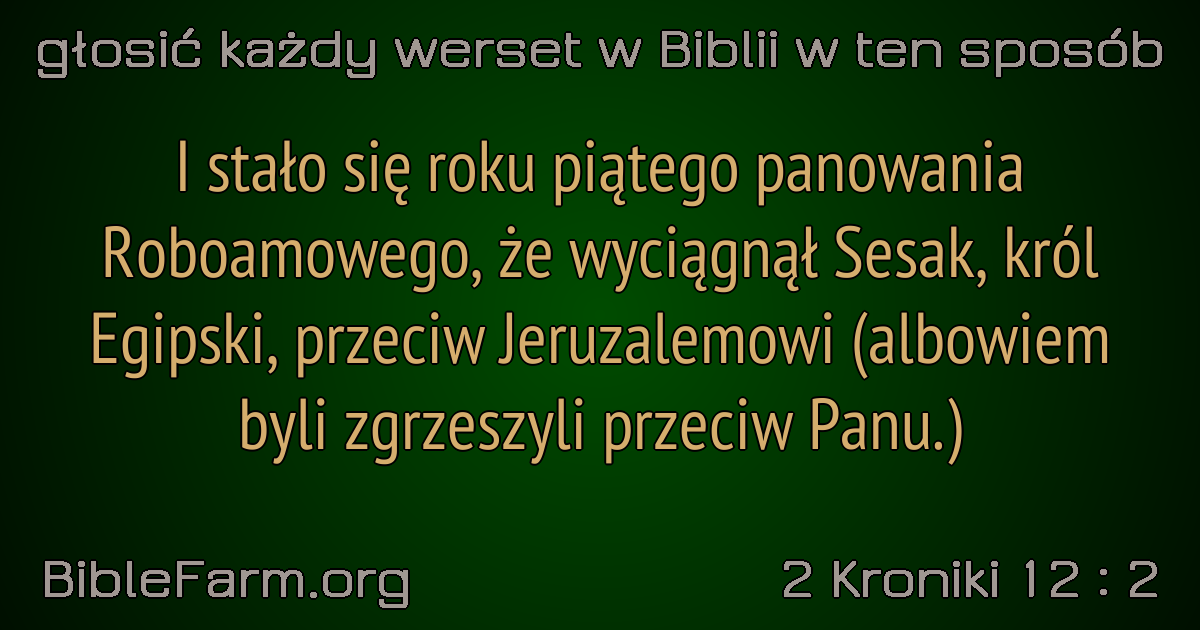 głosić każdy werset w Biblii w ten sposób
I stało się roku piątego panowania
Roboamowego, że wyciągnął Sesak, król
Egipski, przeciw Jeruzalemowi (albowiem
byli zgrzeszyli przeciw Panu.)
BibleFarm.org
2 Kroniki 12 : 2